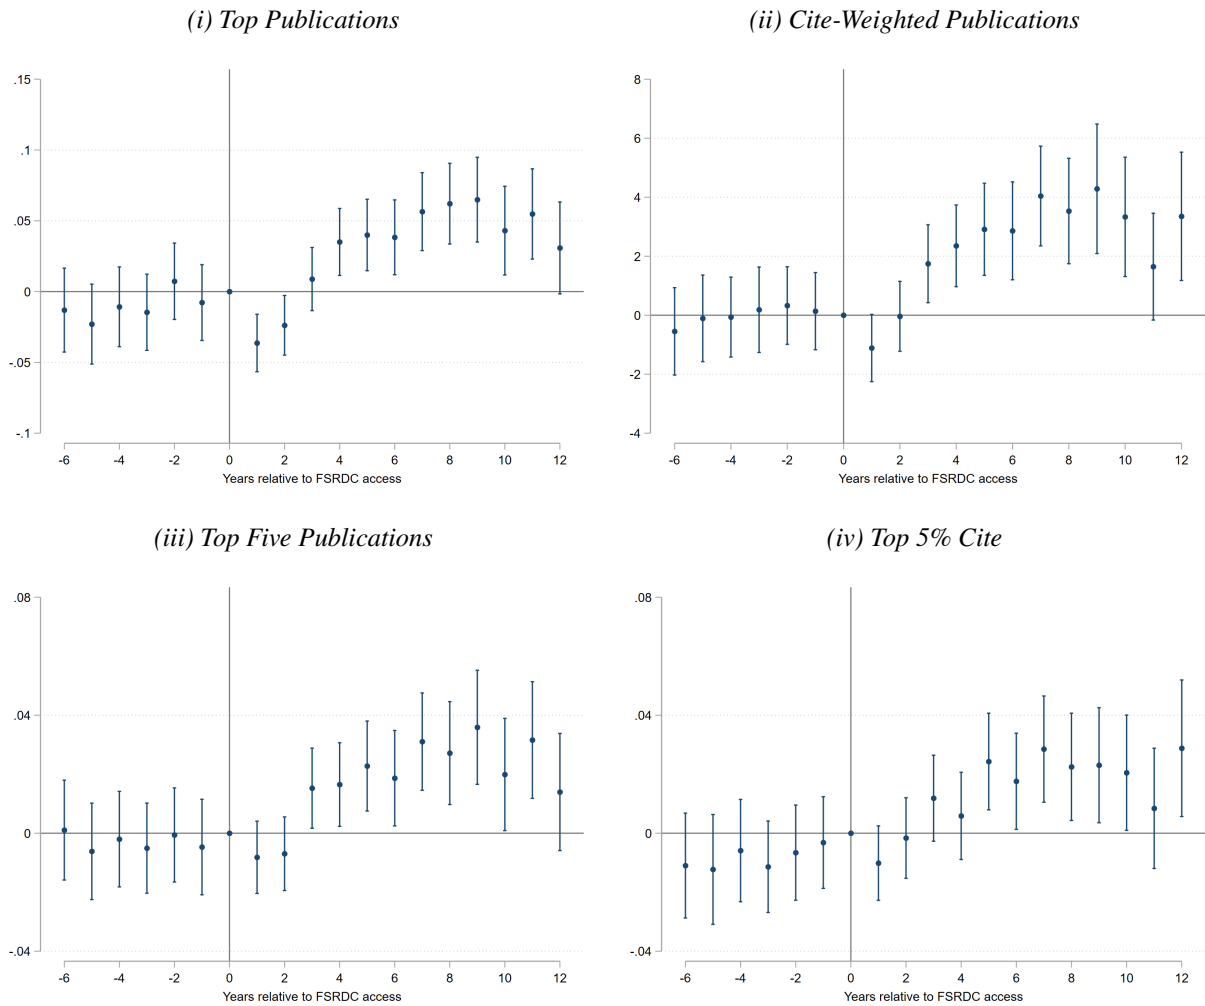 (i) Top Publications
.15
.1
.05
0
-.05
-.1
-6 -4 -2 0 2 4 6 8 10 12
Years relative to FSRDC access
(ii) Cite-Weighted Publications
8
6
4
2
0
-2
-4
-6 -4 -2 0 2 4 6 8 10 12
Years relative to FSRDC access
(iii) Top Five Publications
.08
.04
0
-.04
-6 -4 -2 0 2 4 6 8 10 12
Years relative to FSRDC access
(iv) Top 5% Cite
.08
.04
0
-.04
-6 -4 -2 0 2 4 6 8 10 12
Years relative to FSRDC access